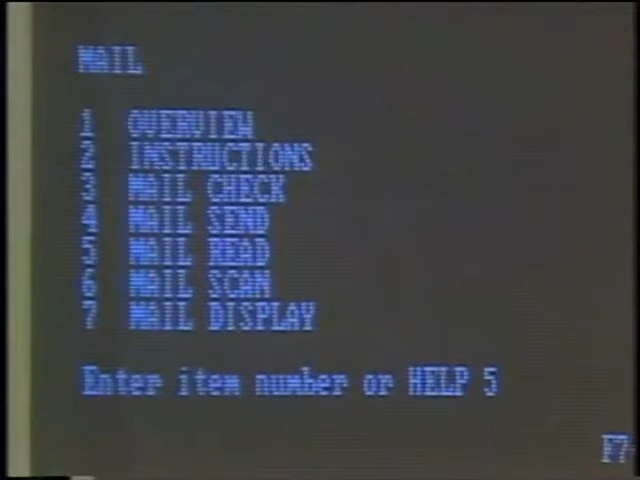 MAIL
1 OVERVIEW
2 INSTRUCTIONS
3 MAIL CHECK
4 MAIL SEND
5 MAIL READ
6 MAIL SCAN
7 MAIL DISPLAY
Enter item number or HELP 5
F7